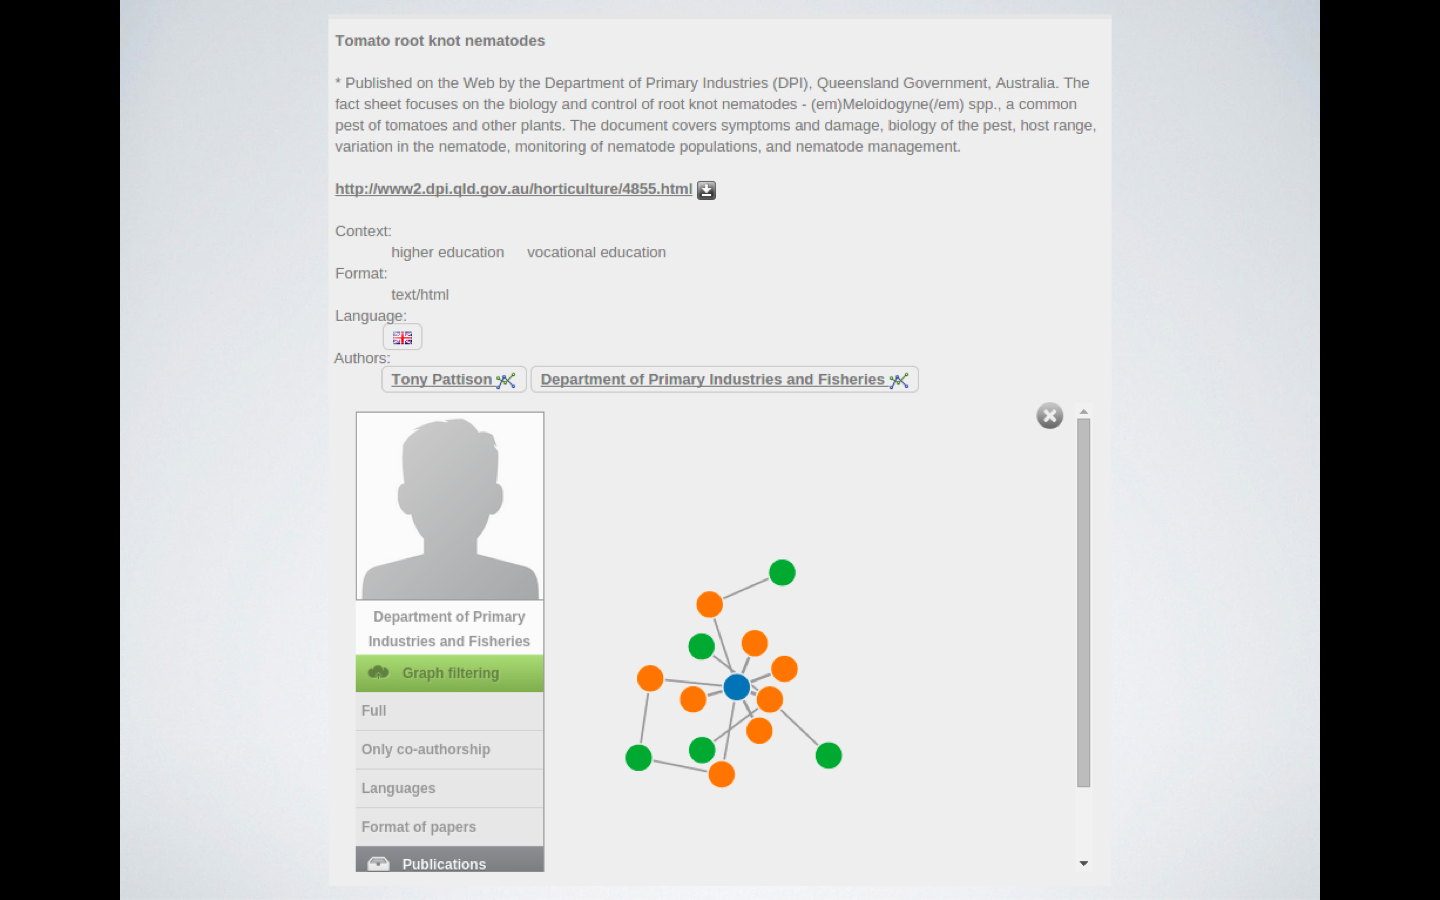 Tomato root knot nematodes
* Published on the Web by the Department of Primary Industries (DPI), Queensland Government, Australia. The
fact sheet focuses on the biology and control of root knot nematodes - (em)Meloidogyne(/em) spp., a common
pest of tomatoes and other plants. The document covers symptoms and damage, biology of the pest, host range,
variation in the nematode, monitoring of nematode populations, and nematode management.
http://www2.dpi.qld.gov.au/horticulture/4855.html
Context:
higher education vocational education
Format:
text/html
Language:
Authors:
Tony Pattison Department of Primary Industries and Fisheries
Department of Primary
Industries and Fisheries
Graph filtering
Full
Only co-authorship
Languages
Format of papers
Publications